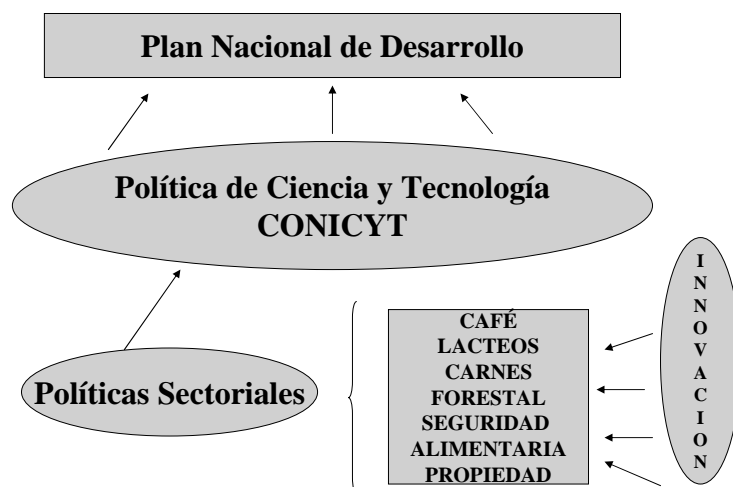 Plan Nacional de Desarrollo
Política de Ciencia y Tecnología
CONICYT
Políticas Sectoriales
CAFÉ
LACTEOS
CARNES
FORESTAL
SEGURIDAD
ALIMENTARIA
PROPIEDAD
I
N
N
O
V
A
C
I
O
N